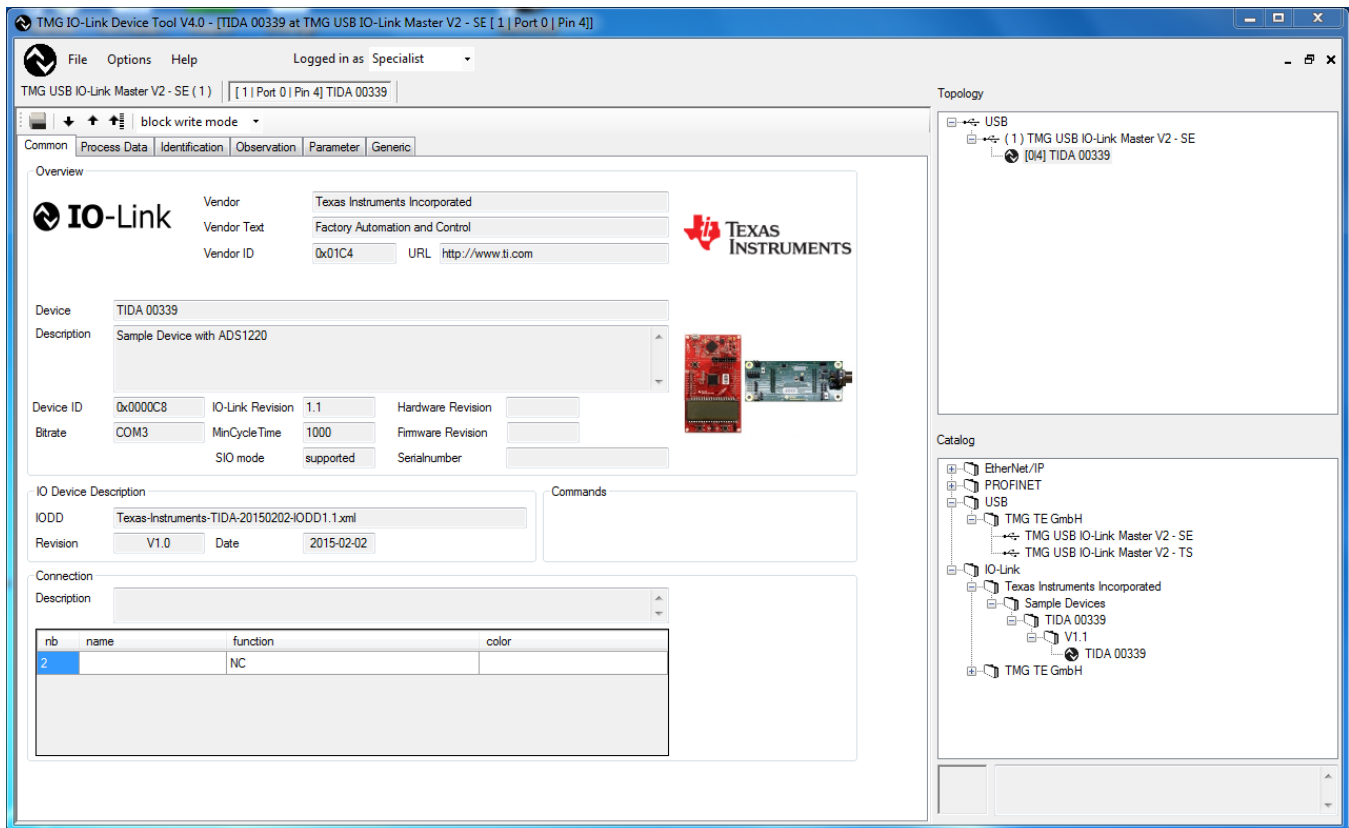 TMG IO-Link Device Tool V4.0 - [TIDA 00339 at TMG USB IO-Link Master V2 - SE [ 1 | Port 0 | Pin 4]]
File Options Help Logged in as Specialist
TMG USB IO-Link Master V2 - SE ( 1 ) [ 1 | Port 0 | Pin 4] TIDA 00339
block write mode
Common Process Data Identification Observation Parameter Generic
Overview
IO-Link
Vendor Texas Instruments Incorporated
Vendor Text Factory Automation and Control
Vendor ID 0x01C4 URL http://www.ti.com
TEXAS
INSTRUMENTS
Device TIDA 00339
Description Sample Device with ADS1220
Device ID 0x0000C8 IO-Link Revision 1.1 Hardware Revision
Bitrate COM3 MinCycleTime 1000 Firmware Revision
SIO mode supported Serialnumber
IO Device Description
IODD Texas-Instruments-TIDA-20150202-IODD1.1.xml
Revision V1.0 Date 2015-02-02
Commands
Connection
Description
nb name function color
2 NC
Topology
USB
( 1 ) TMG USB IO-Link Master V2 - SE
[0|4] TIDA 00339
Catalog
EtherNet/IP
PROFINET
USB
TMG TE GmbH
TMG USB IO-Link Master V2 - SE
TMG USB IO-Link Master V2 - TS
IO-Link
Texas Instruments Incorporated
Sample Devices
TIDA 00339
V1.1
TIDA 00339
TMG TE GmbH